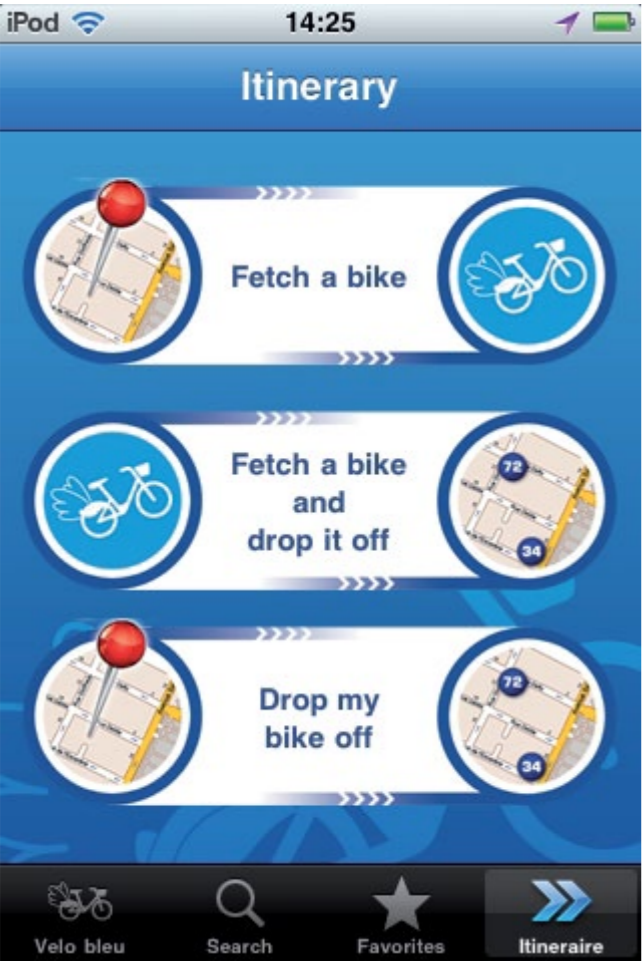 iPod 14:25
Itinerary
Fetch a bike
Fetch a bike
and
drop it off
72
34
Drop my
bike off
72
34
Velo bleu Search Favorites Itineraire